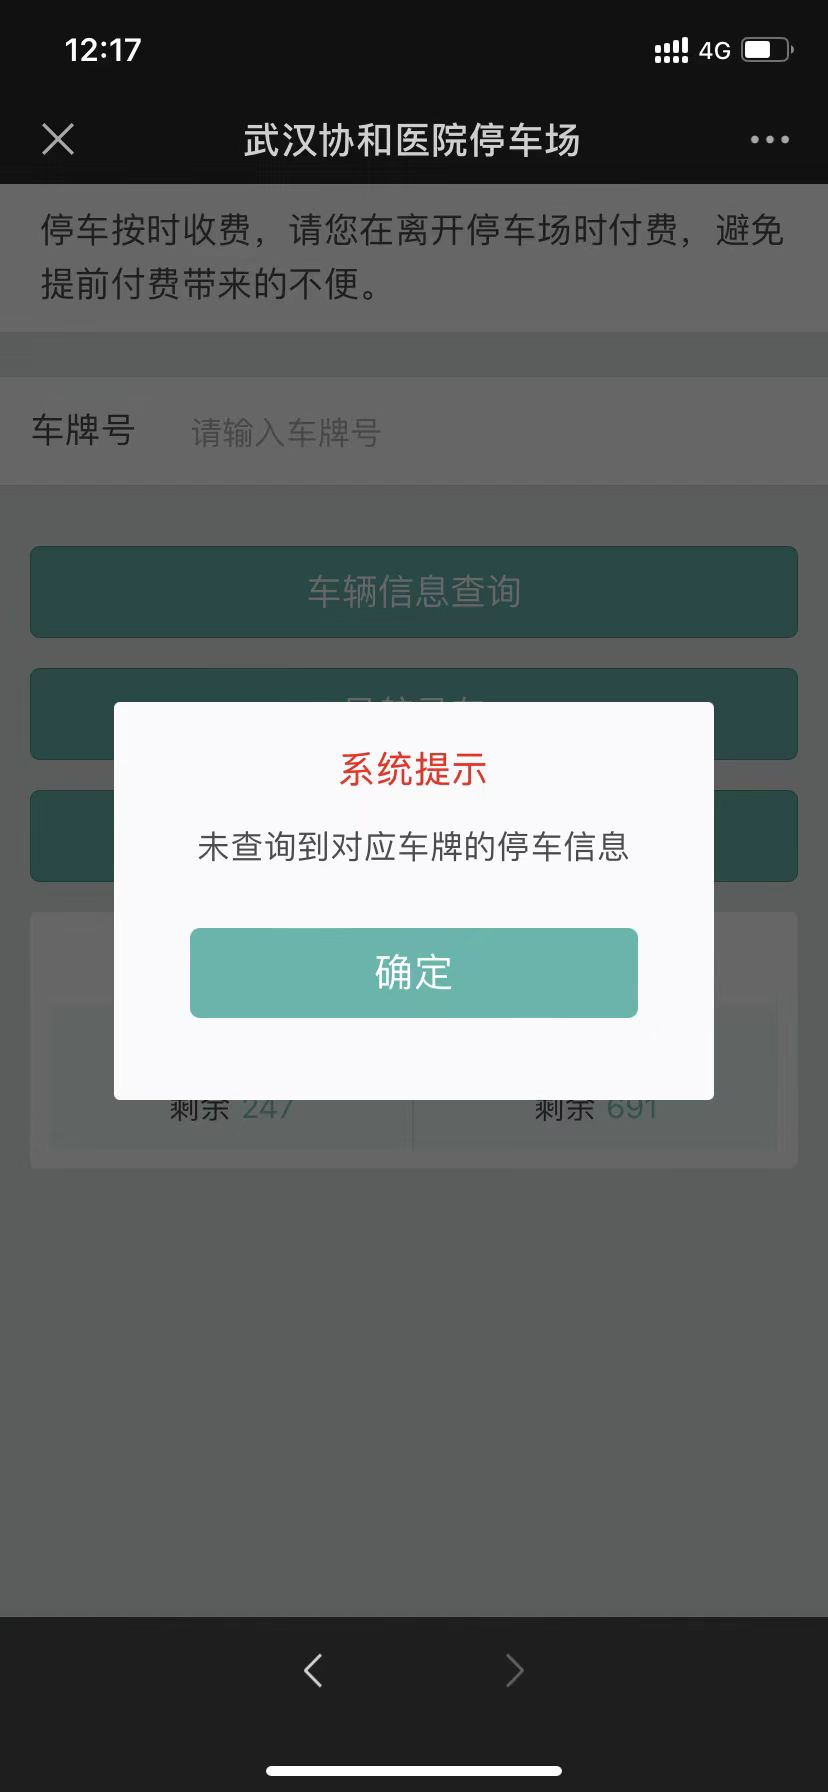 12:17
4G
武汉协和医院停车场
停车按时收费，请您在离开停车场时付费，避免
提前付费带来的不便。
车牌号 请输入车牌号
车辆信息查询
系统提示
未查询到对应车牌的停车信息
确定
剩余 247 剩余 691